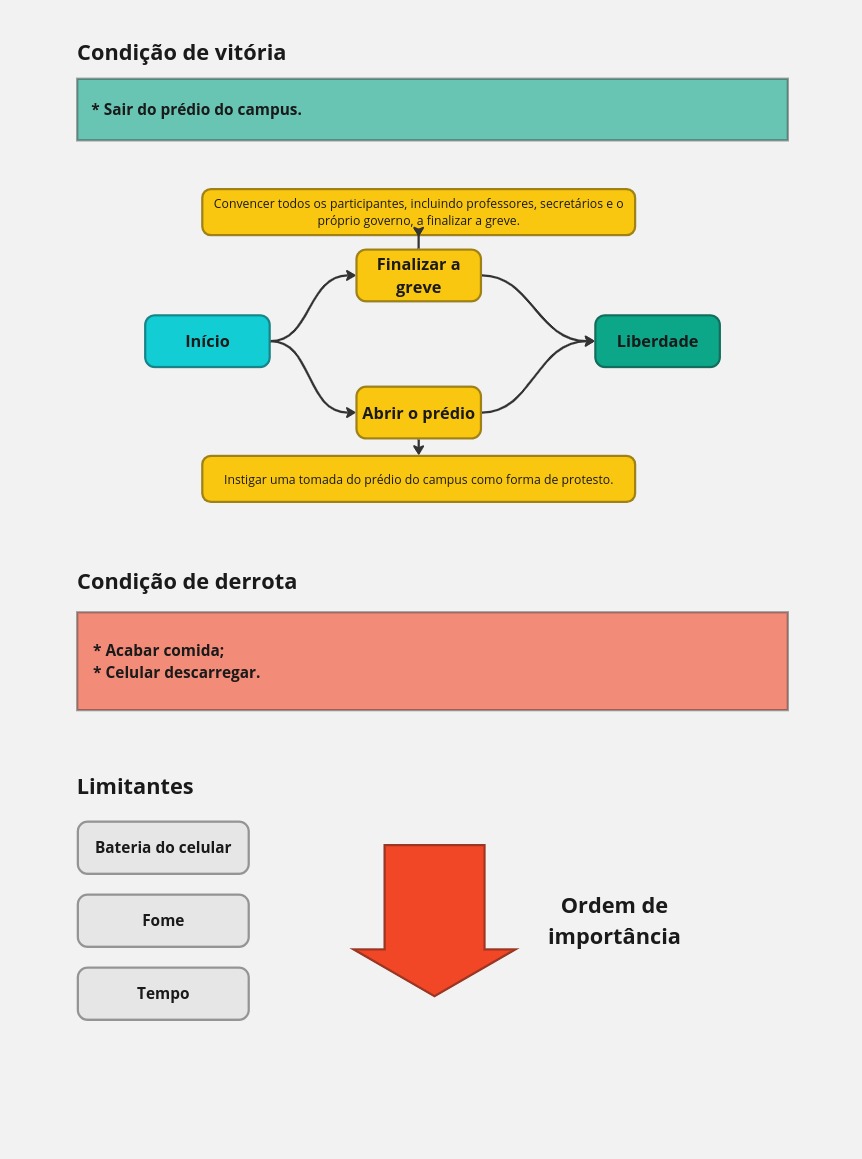 Condição de vitória
* Sair do prédio do campus.
Convencer todos os participantes, incluindo professores, secretários e o
próprio governo, a finalizar a greve.
Finalizar a
greve
Início
Liberdade
Abrir o prédio
Instigar uma tomada do prédio do campus como forma de protesto.
Condição de derrota
* Acabar comida;
* Celular descarregar.
Limitantes
Bateria do celular
Fome
Tempo
Ordem de
importância